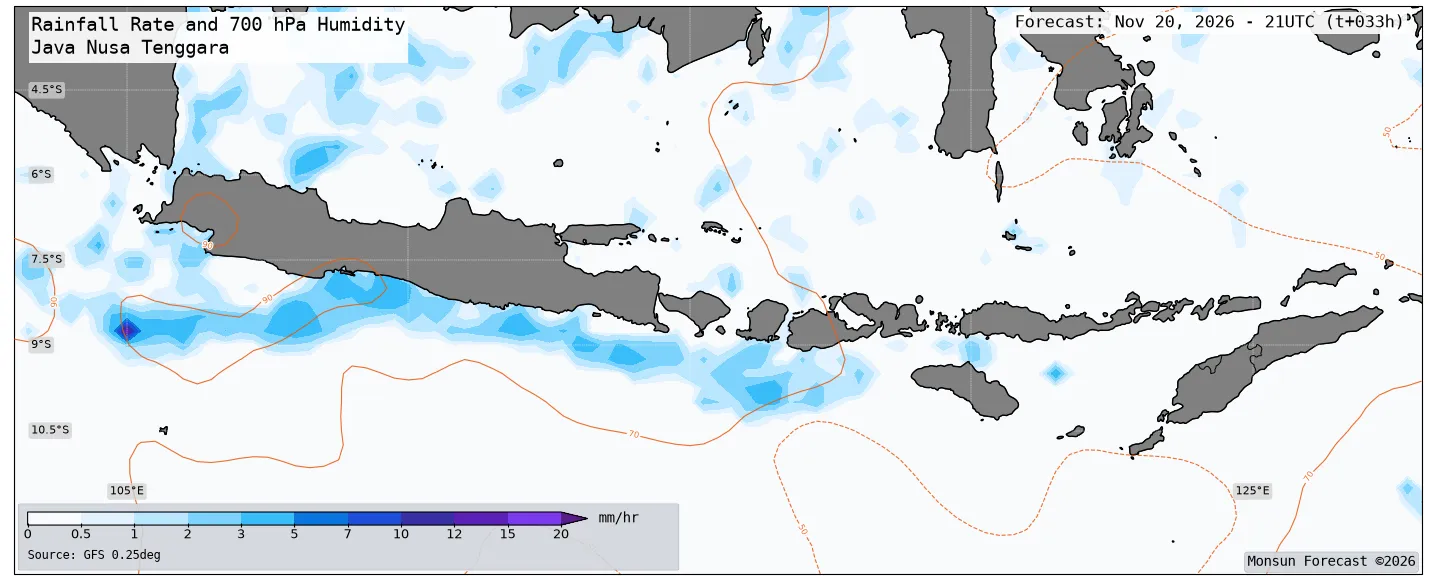 Rainfall Rate and 700 hPa Humidity
Java Nusa Tenggara
Forecast: Nov 20, 2026 - 21UTC (t+033h)
4.5°S
50
6°S
90
7.5°S
50
90
90
9°S
10.5°S
70
70
105°E
125°E
50
0 0.5 1 2 3 5 7 10 12 15 20 mm/hr
Source: GFS 0.25deg
Monsun Forecast ©2026